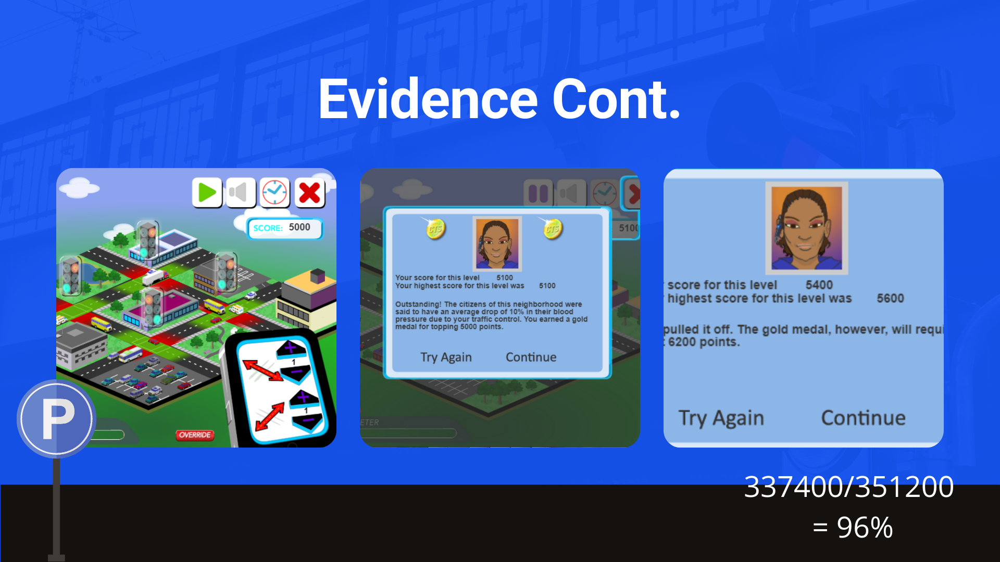 Evidence Cont.
SCORE: 5000
1
1
OVERRIDE
P
5100
CTS
CTS
Your score for this level 5100
Your highest score for this level was 5100
Outstanding! The citizens of this neighborhood were
said to have an average drop of 10% in their blood
pressure due to your traffic control. You earned a gold
medal for topping 5000 points.
Try Again Continue
ETER
score for this level 5400
highest score for this level was 5600
pulled it off. The gold medal, however, will requi
6200 points.
Try Again Continue
337400/351200
= 96%